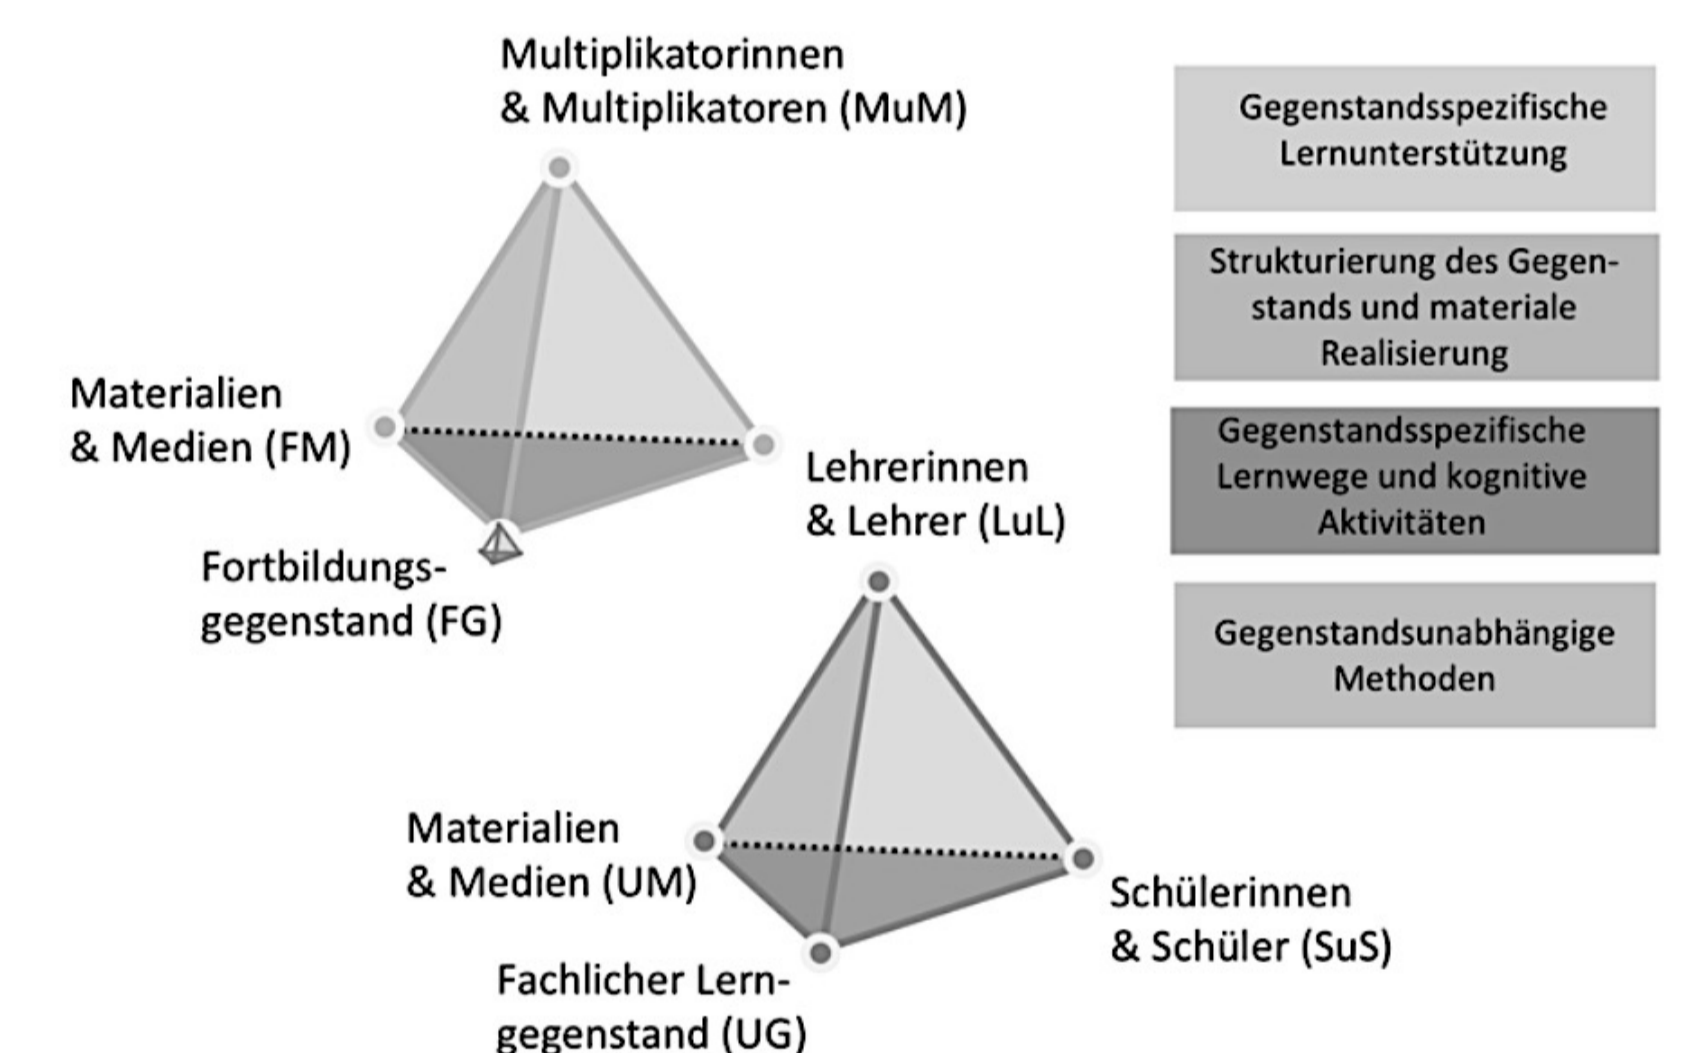 Multiplikatorinnen
& Multiplikatoren (MuM)
Materialien
& Medien (FM)
Lehrerinnen
& Lehrer (LuL)
Fortbildungs-
gegenstand (FG)
Materialien
& Medien (UM)
Schülerinnen
& Schüler (SuS)
Fachlicher Lern-
gegenstand (UG)
Gegenstandsspezifische
Lernunterstützung
Strukturierung des Gegen-
stands und materiale
Realisierung
Gegenstandsspezifische
Lernwege und kognitive
Aktivitäten
Gegenstandsunabhängige
Methoden